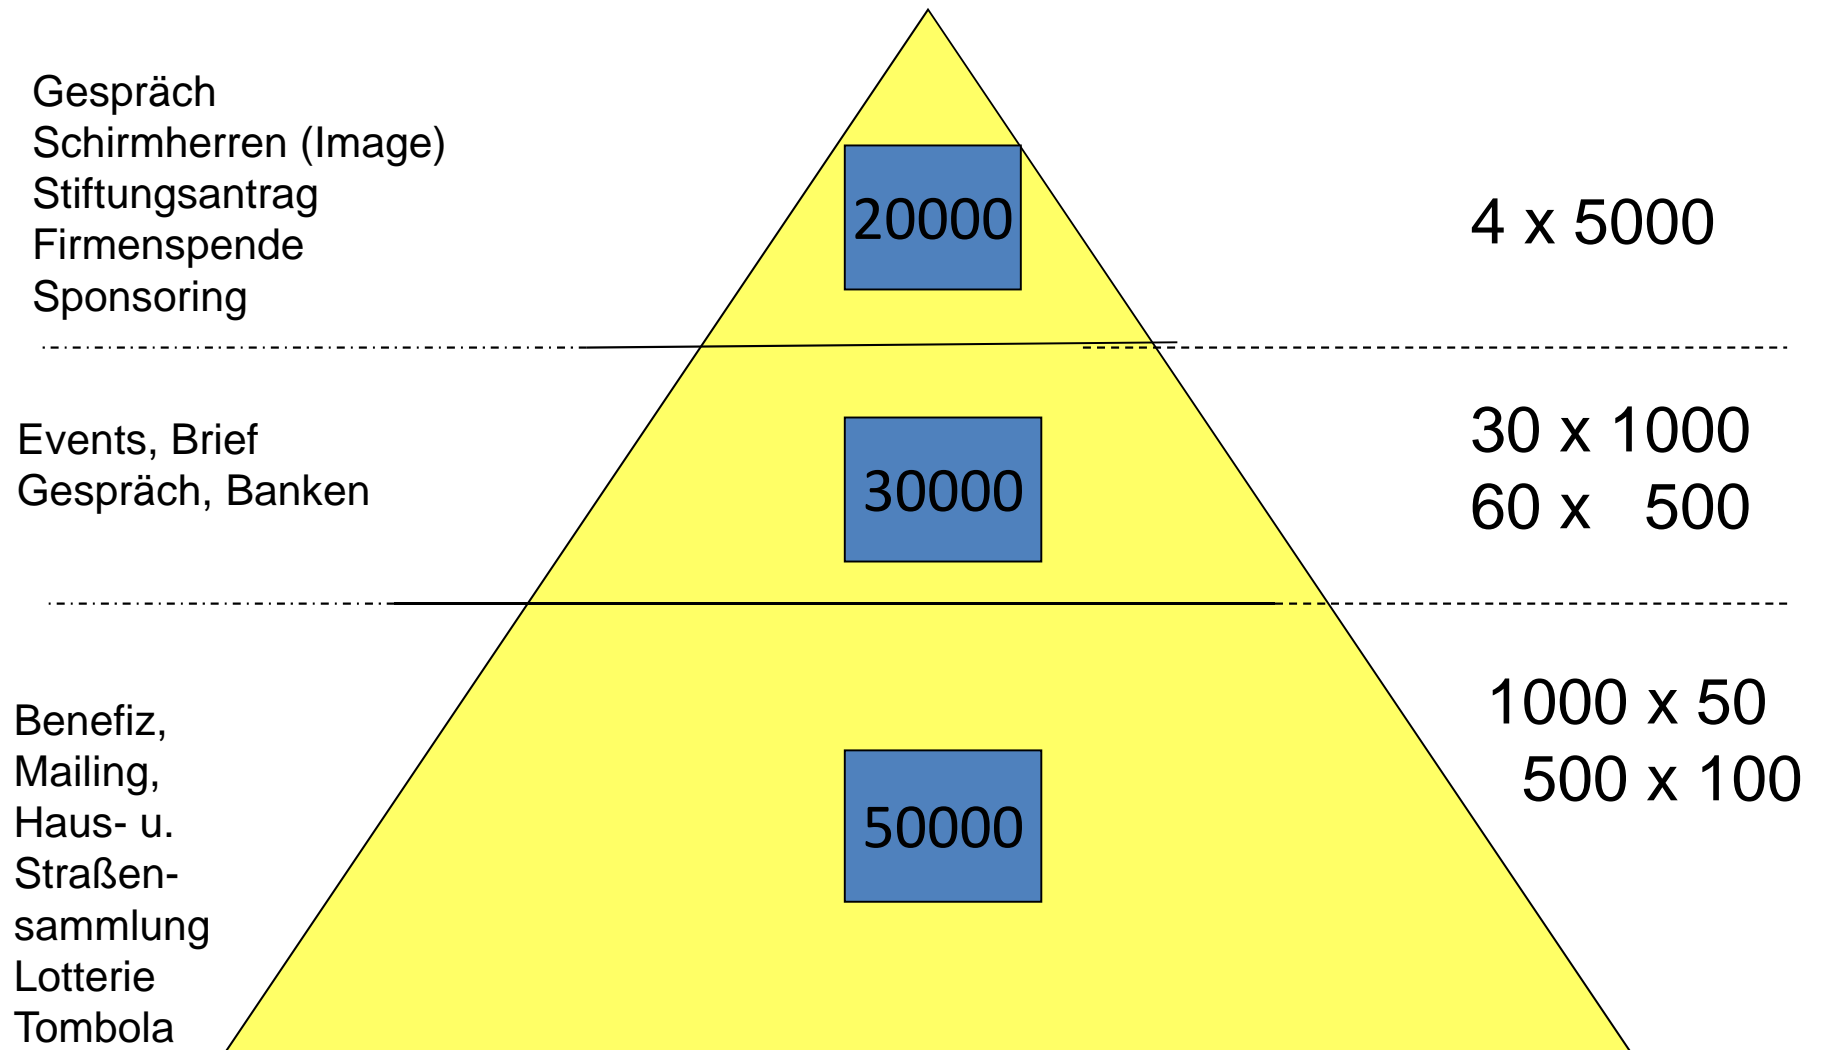 Gespräch
Schirmherren (Image)
Stiftungsantrag
Firmenspende
Sponsoring
20000
4 x 5000
Events, Brief
Gespräch, Banken
30000
30 x 1000
60 x 500
Benefiz,
Mailing,
Haus- u.
Straßen-
sammlung
Lotterie
Tombola
50000
1000 x 50
500 x 100